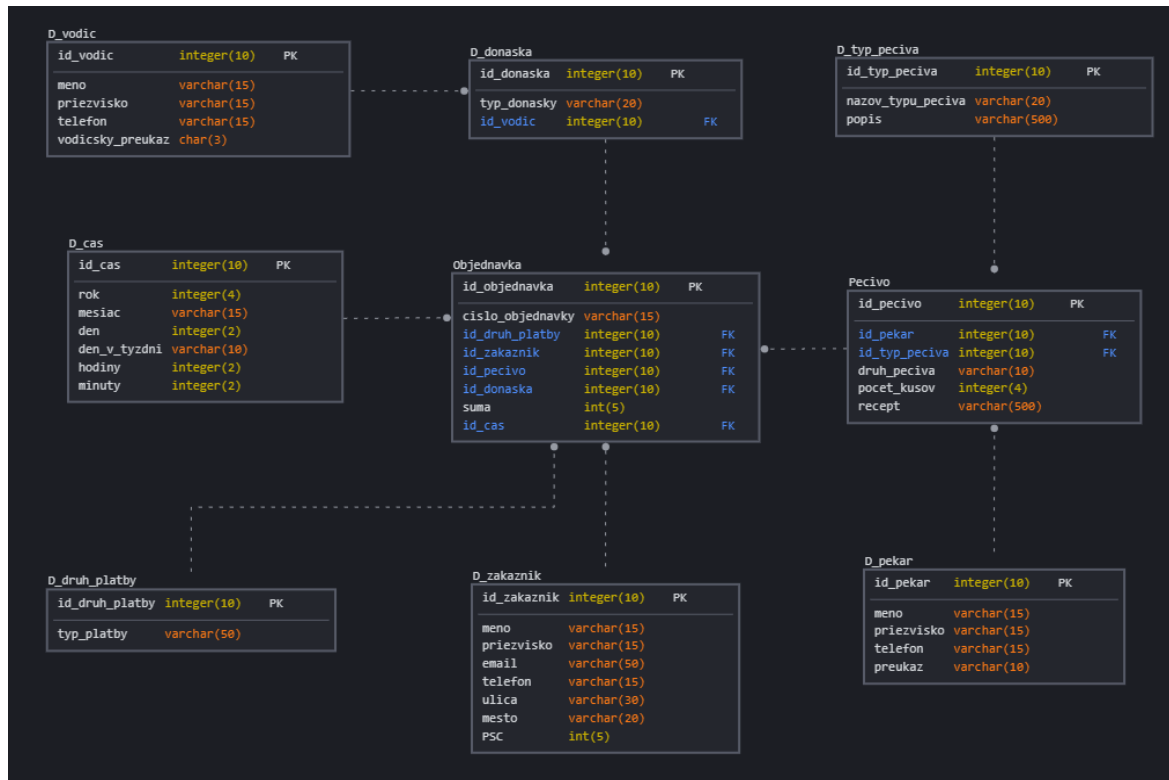 D_vodic
id_vodic integer(10) PK
meno varchar(15)
priezvisko varchar(15)
telefon varchar(15)
vodicsky_preukaz char(3)
D_donaska
id_donaska integer(10) PK
typ_donasky varchar(20)
id_vodic integer(10) FK
D_typ_peciva
id_typ_peciva integer(10) PK
nazov_typu_peciva varchar(20)
popis varchar(500)
D_cas
id_cas integer(10) PK
rok integer(4)
mesiac varchar(15)
den integer(2)
den_v_tyzdni varchar(10)
hodiny integer(2)
minuty integer(2)
Objednavka
id_objednavka integer(10) PK
cislo_objednavky varchar(15)
id_druh_platby integer(10) FK
id_zakaznik integer(10) FK
id_pecivo integer(10) FK
id_donaska integer(10) FK
suma int(5)
id_cas integer(10) FK
Pecivo
id_pecivo integer(10) PK
id_pekar integer(10) FK
id_typ_peciva integer(10) FK
druh_peciva varchar(10)
pocet_kusov integer(4)
recept varchar(500)
D_druh_platby
id_druh_platby integer(10) PK
typ_platby varchar(50)
D_zakaznik
id_zakaznik integer(10) PK
meno varchar(15)
priezvisko varchar(15)
email varchar(50)
telefon varchar(15)
ulica varchar(30)
mesto varchar(20)
PSC int(5)
D_pekar
id_pekar integer(10) PK
meno varchar(15)
priezvisko varchar(15)
telefon varchar(15)
preukaz varchar(10)